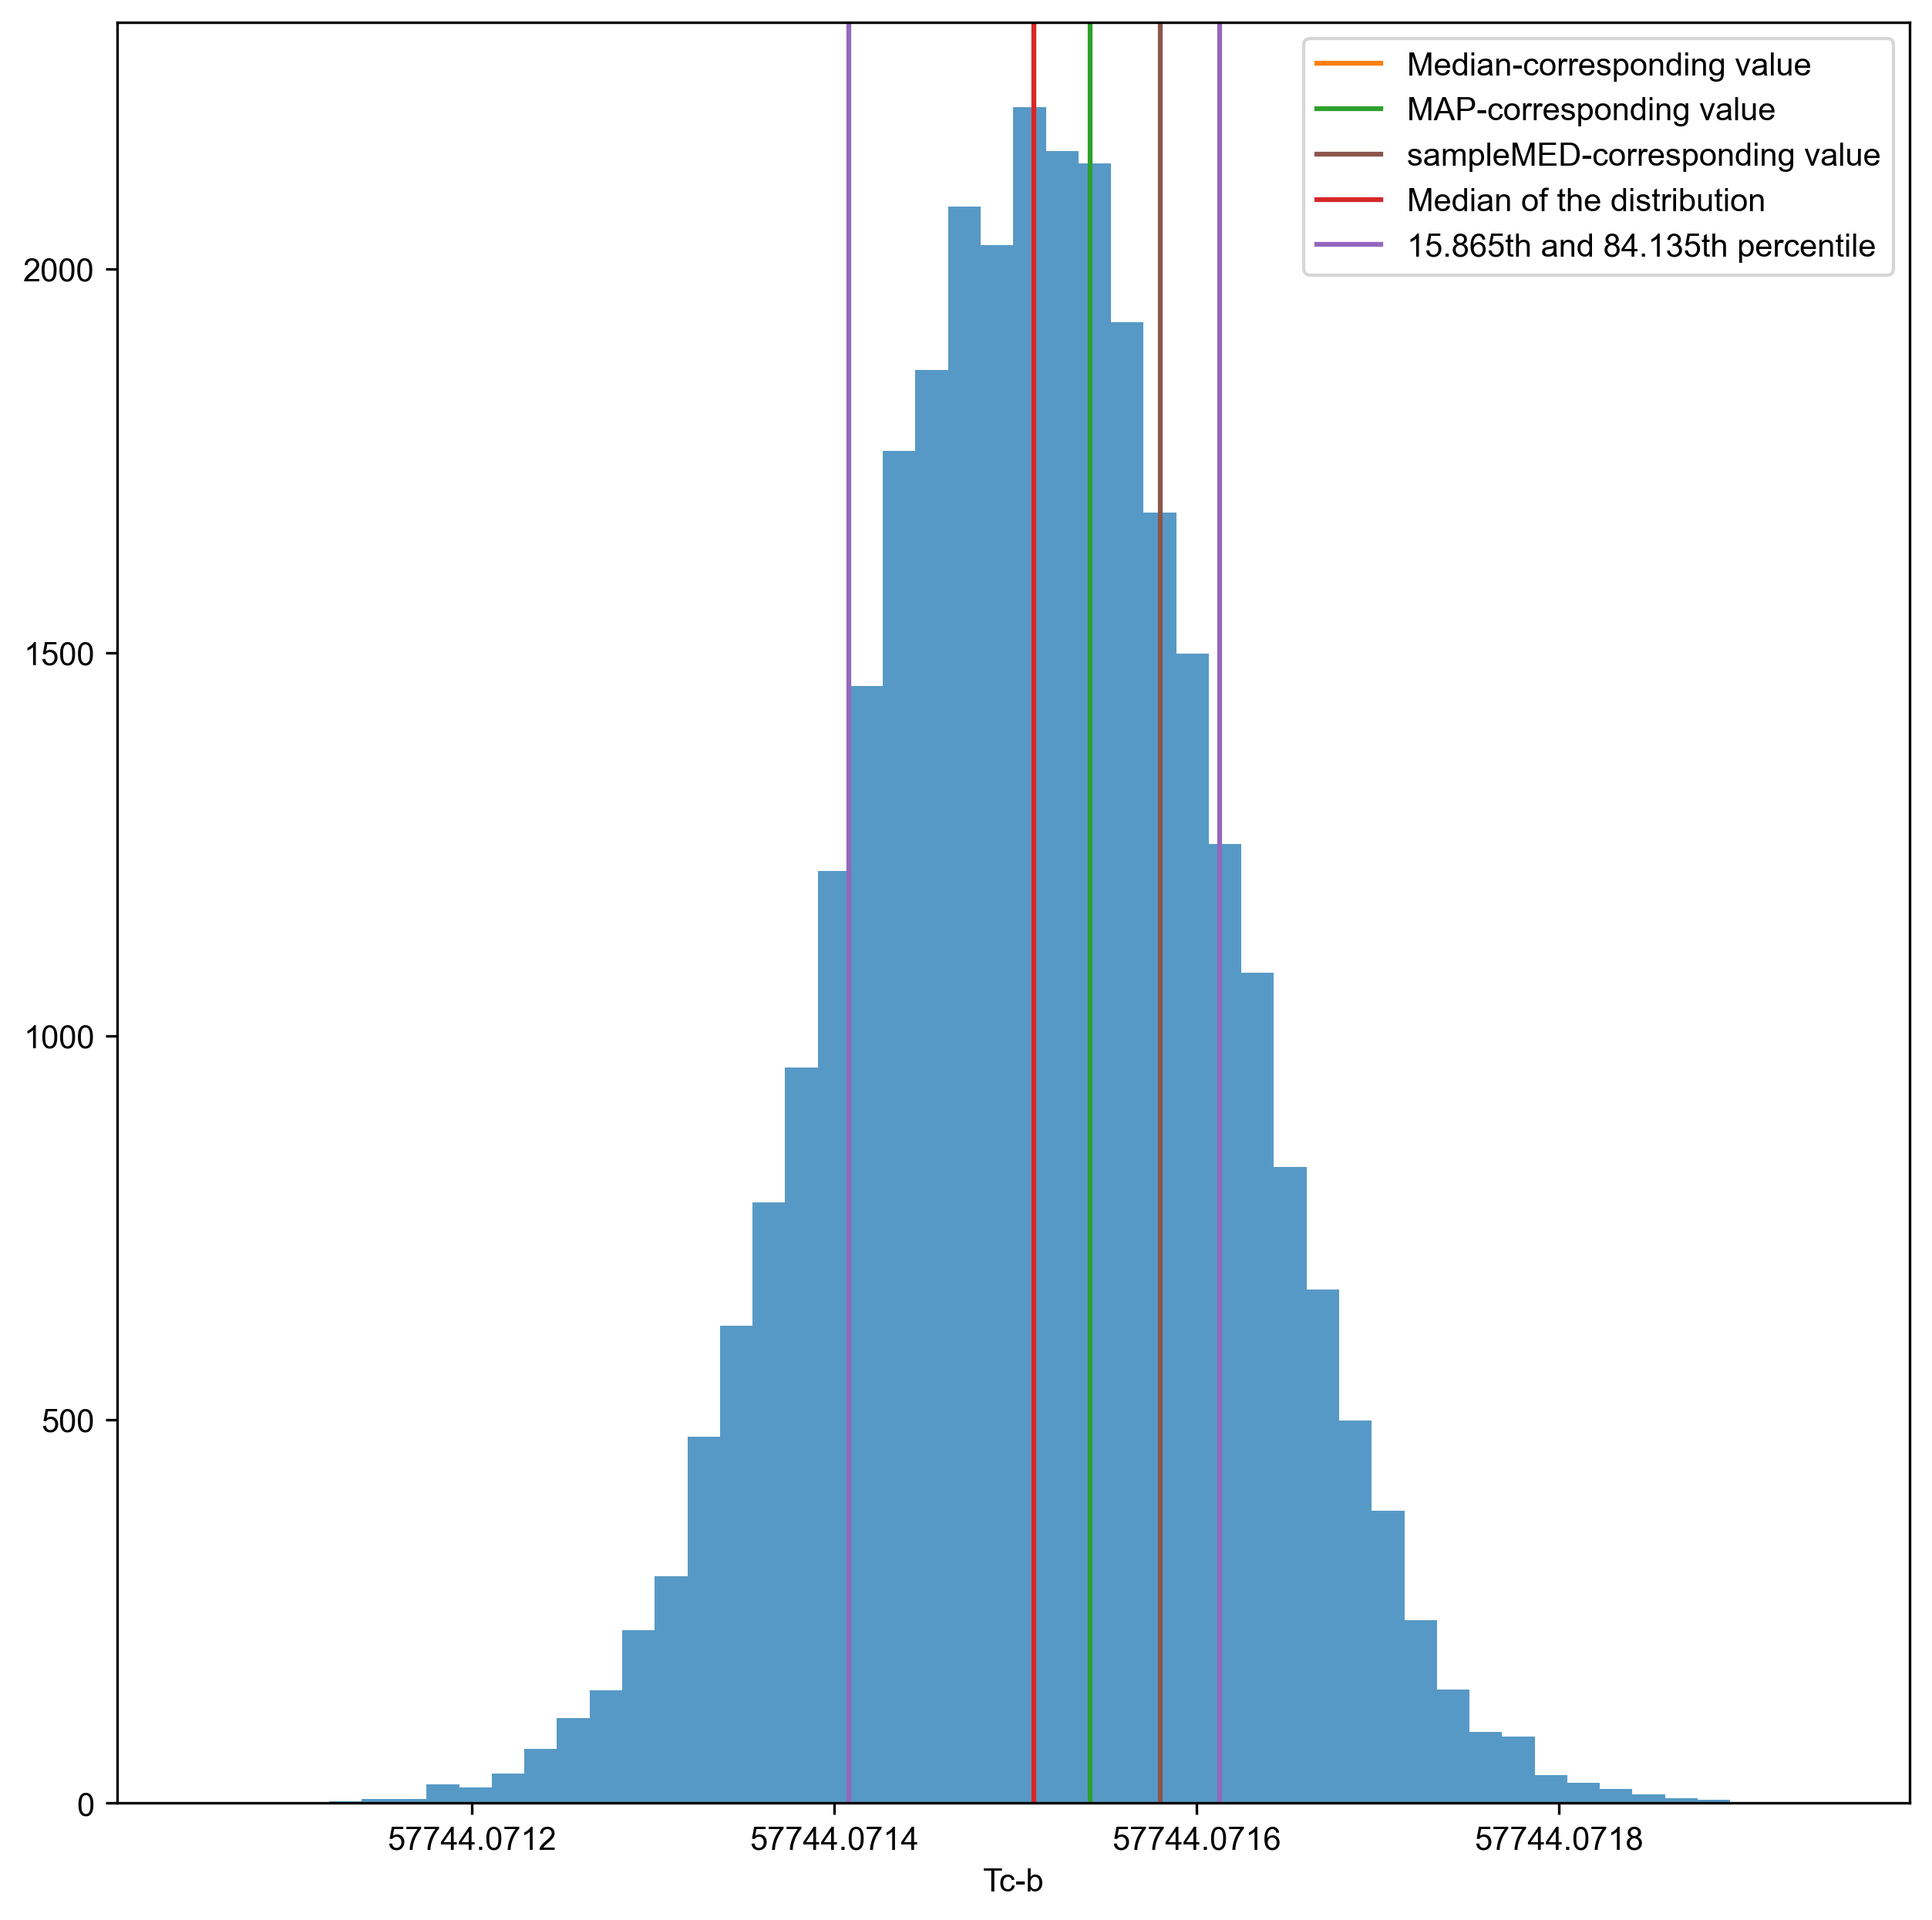 Median-corresponding value
MAP-corresponding value
sampleMED-corresponding value
Median of the distribution
15.865th and 84.135th percentile
2000
1500
1000
500
0
57744.0712 57744.0714 57744.0716 57744.0718
Tc-b